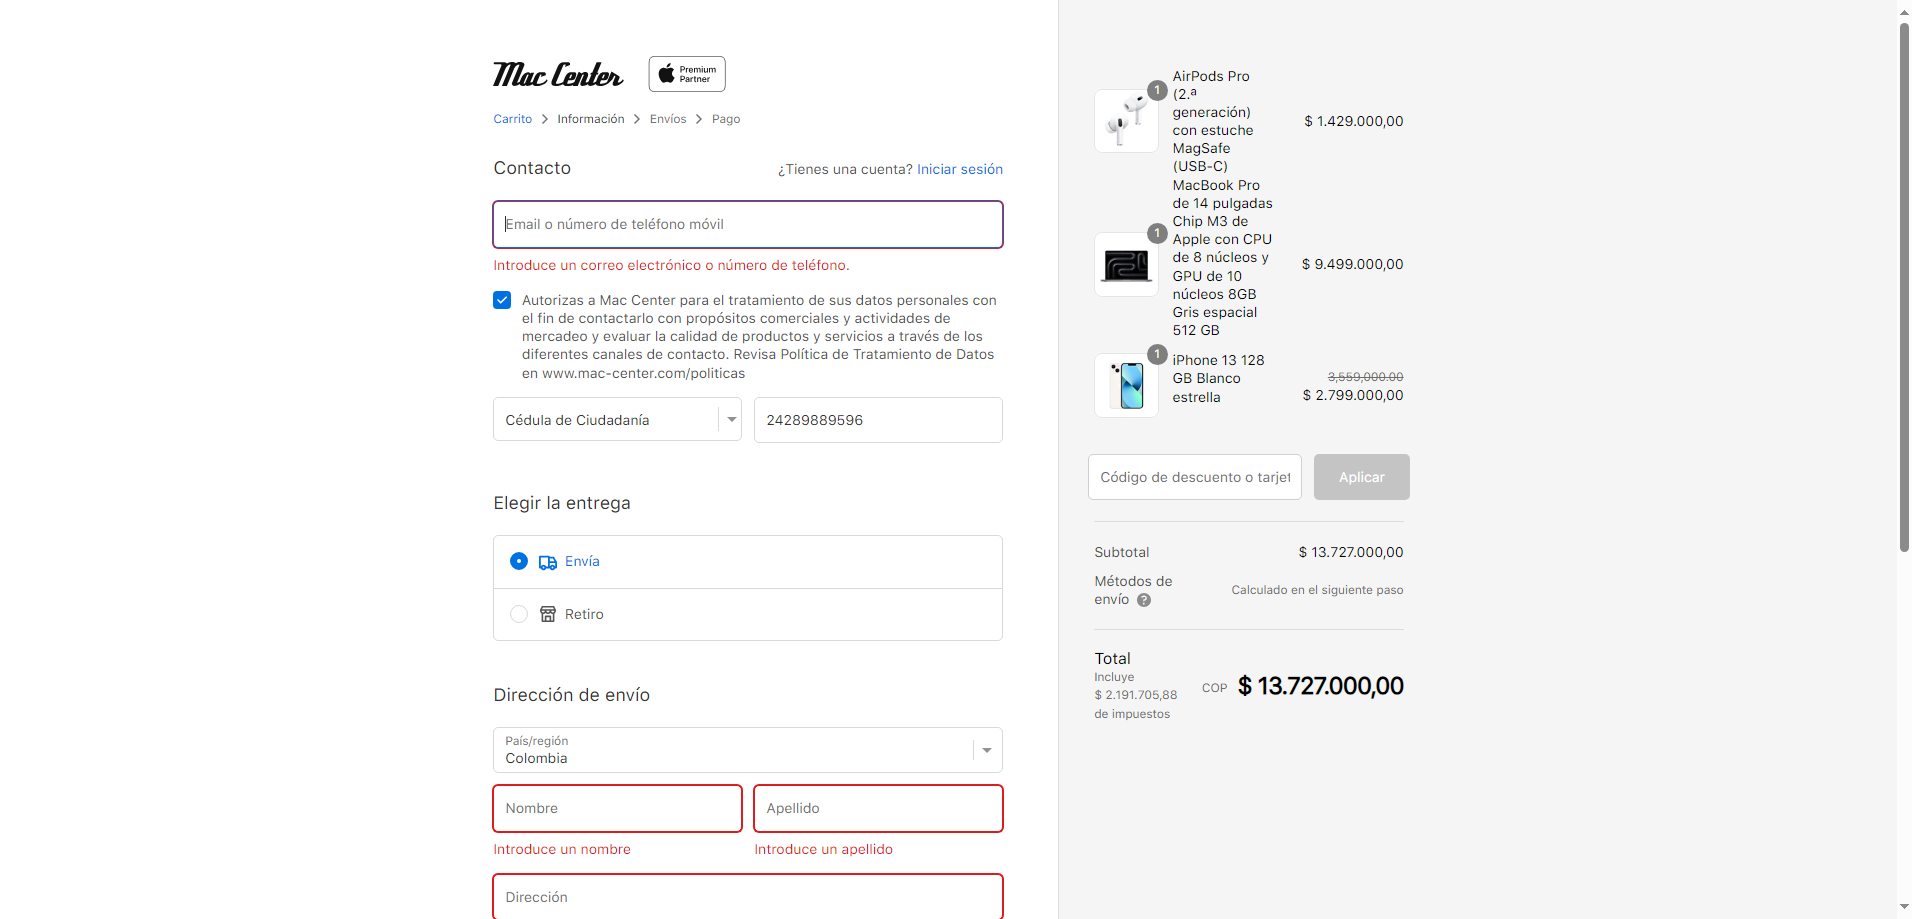 Mac Center
Premium
Partner
Carrito > Información > Envíos > Pago
Contacto
¿Tienes una cuenta? Iniciar sesión
Email o número de teléfono móvil
Introduce un correo electrónico o número de teléfono.
Autorizas a Mac Center para el tratamiento de sus datos personales con
el fin de contactarlo con propósitos comerciales y actividades de
mercadeo y evaluar la calidad de productos y servicios a través de los
diferentes canales de contacto. Revisa Política de Tratamiento de Datos
en www.mac-center.com/politicas
Cédula de Ciudadanía
24289889596
Elegir la entrega
Envía
Retiro
Dirección de envío
País/región
Colombia
Nombre
Apellido
Introduce un nombre
Introduce un apellido
Dirección
1
AirPods Pro
(2.ª
generación)
con estuche
MagSafe
(USB-C)
$ 1.429.000,00
1
MacBook Pro
de 14 pulgadas
Chip M3 de
Apple con CPU
de 8 núcleos y
GPU de 10
núcleos 8GB
Gris espacial
512 GB
$ 9.499.000,00
1
iPhone 13 128
GB Blanco
estrella
3,559,000.00
$ 2.799.000,00
Código de descuento o tarjet
Aplicar
Subtotal
$ 13.727.000,00
Métodos de
envío ?
Calculado en el siguiente paso
Total
Incluye
$ 2.191.705,88
de impuestos
COP $ 13.727.000,00